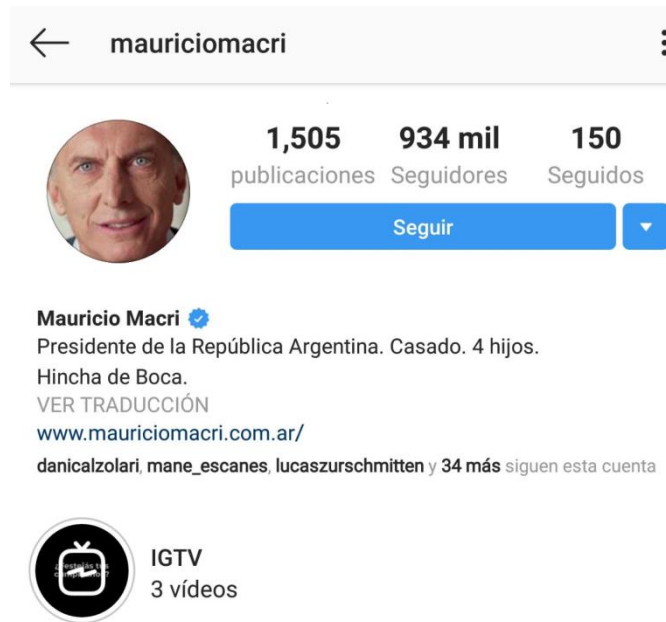 mauriciomacri
1,505 934 mil 150
publicaciones Seguidores Seguidos
Seguir
Mauricio Macri
Presidente de la República Argentina. Casado. 4 hijos.
Hincha de Boca.
VER TRADUCCIÓN
www.mauriciomacri.com.ar/
danicalzolari, mane_escanes, lucaszurschmitten y 34 más siguen esta cuenta
IGTV
3 vídeos